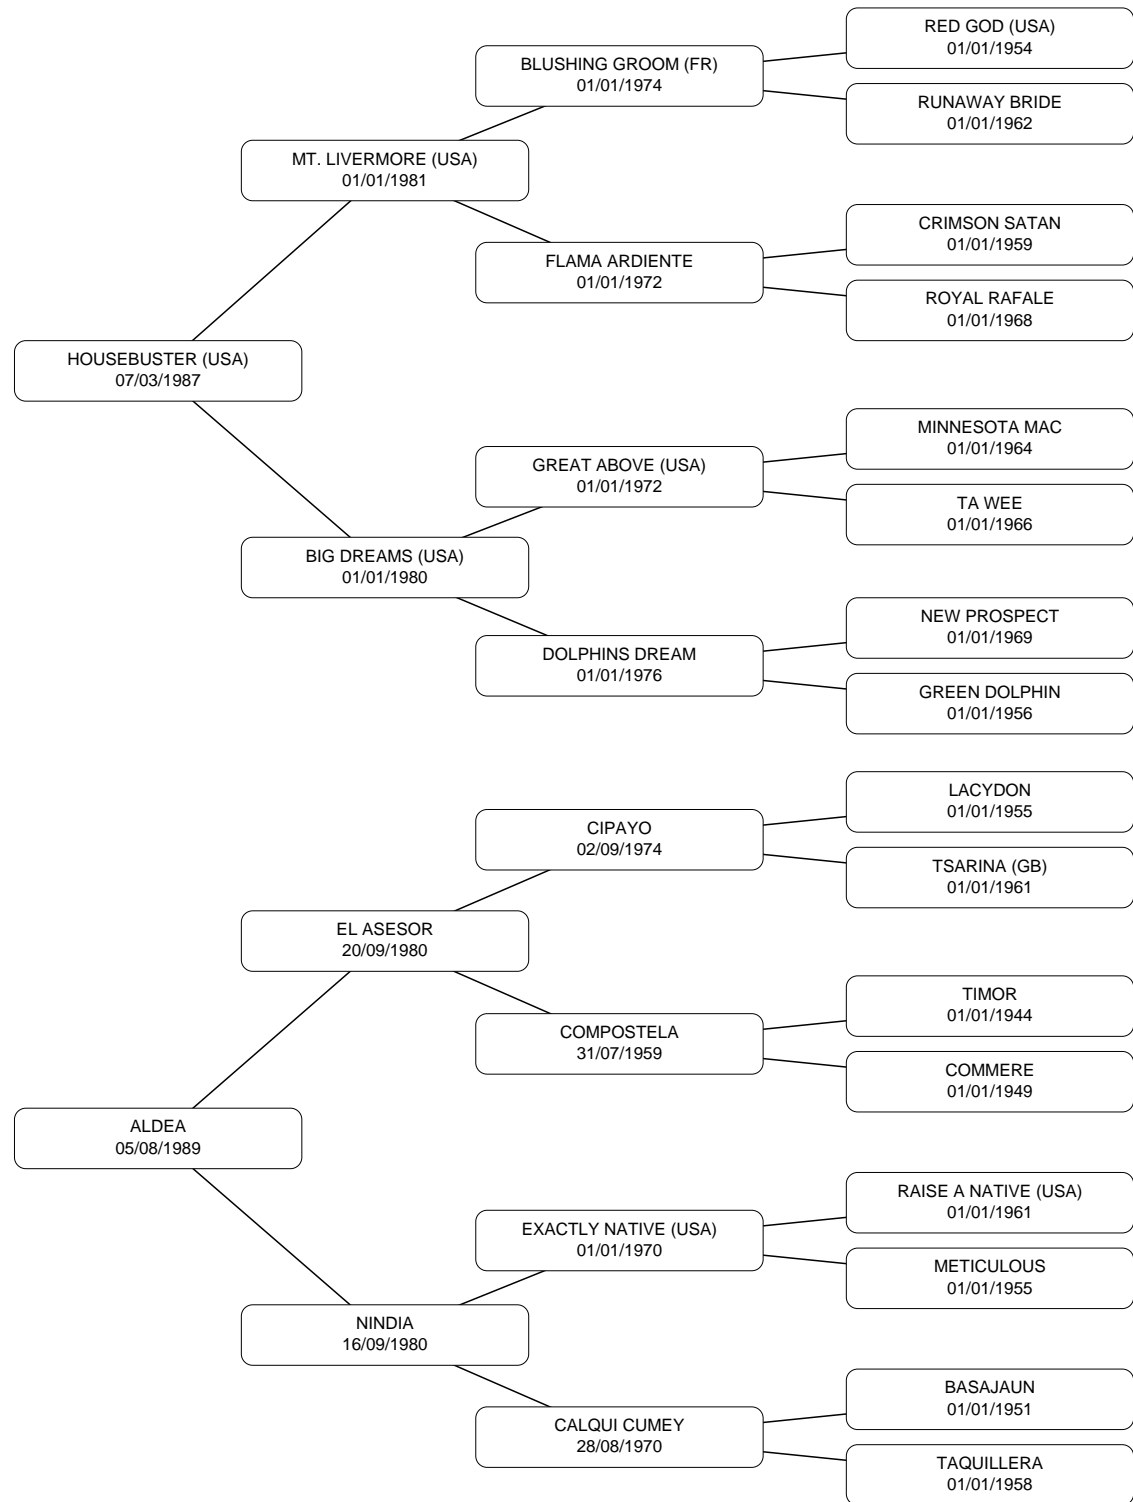 RED GOD (USA)
01/01/1954
BLUSHING GROOM (FR)
01/01/1974
RUNAWAY BRIDE
01/01/1962
MT. LIVERMORE (USA)
01/01/1981
CRIMSON SATAN
01/01/1959
FLAMA ARDIENTE
01/01/1972
ROYAL RAFALE
01/01/1968
HOUSEBUSTER (USA)
07/03/1987
MINNESOTA MAC
01/01/1964
GREAT ABOVE (USA)
01/01/1972
TA WEE
01/01/1966
BIG DREAMS (USA)
01/01/1980
NEW PROSPECT
01/01/1969
DOLPHINS DREAM
01/01/1976
GREEN DOLPHIN
01/01/1956
LACYDON
01/01/1955
CIPAYO
02/09/1974
TSARINA (GB)
01/01/1961
EL ASESOR
20/09/1980
TIMOR
01/01/1944
COMPOSTELA
31/07/1959
COMMERE
01/01/1949
ALDEA
05/08/1989
RAISE A NATIVE (USA)
01/01/1961
EXACTLY NATIVE (USA)
01/01/1970
METICULOUS
01/01/1955
NINDIA
16/09/1980
BASAJAUN
01/01/1951
CALQUI CUMEY
28/08/1970
TAQUILLERA
01/01/1958